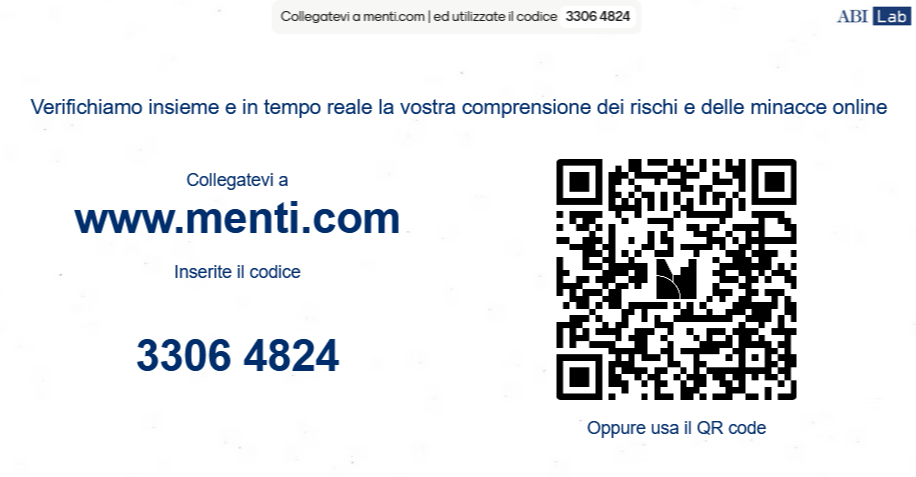 Collegatevi a menti.com | ed utilizzate il codice 3306 4824
ABI Lab
Verifichiamo insieme e in tempo reale la vostra comprensione dei rischi e delle minacce online
Collegatevi a
www.menti.com
Inserite il codice
3306 4824
Oppure usa il QR code